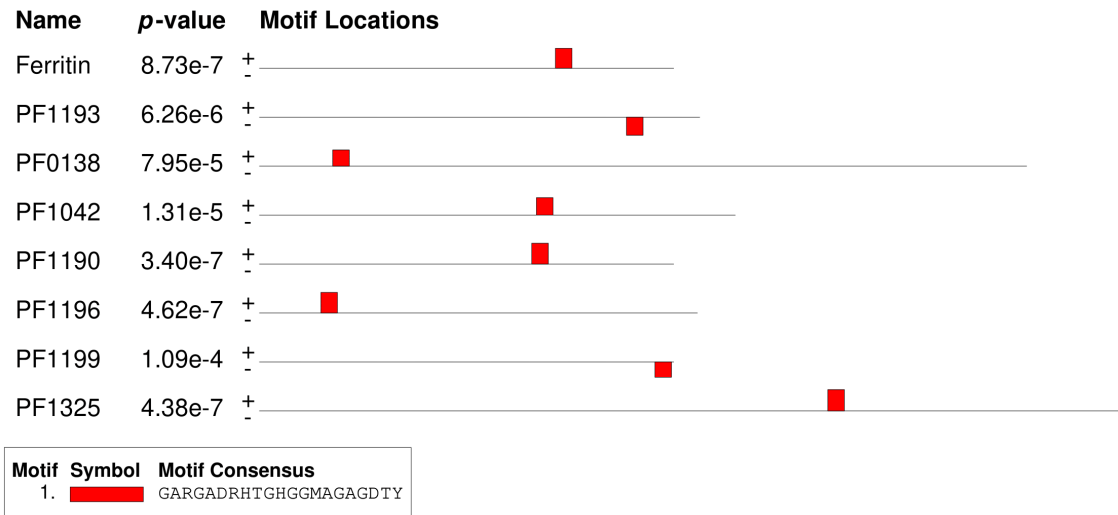 Name p-value Motif Locations
Ferritin 8.73e-7 + -
PF1193 6.26e-6 + -
PF0138 7.95e-5 + -
PF1042 1.31e-5 + -
PF1190 3.40e-7 + -
PF1196 4.62e-7 + -
PF1199 1.09e-4 + -
PF1325 4.38e-7 + -
Motif Symbol Motif Consensus
1. GARGADRHTGHGGMAGAGDTY